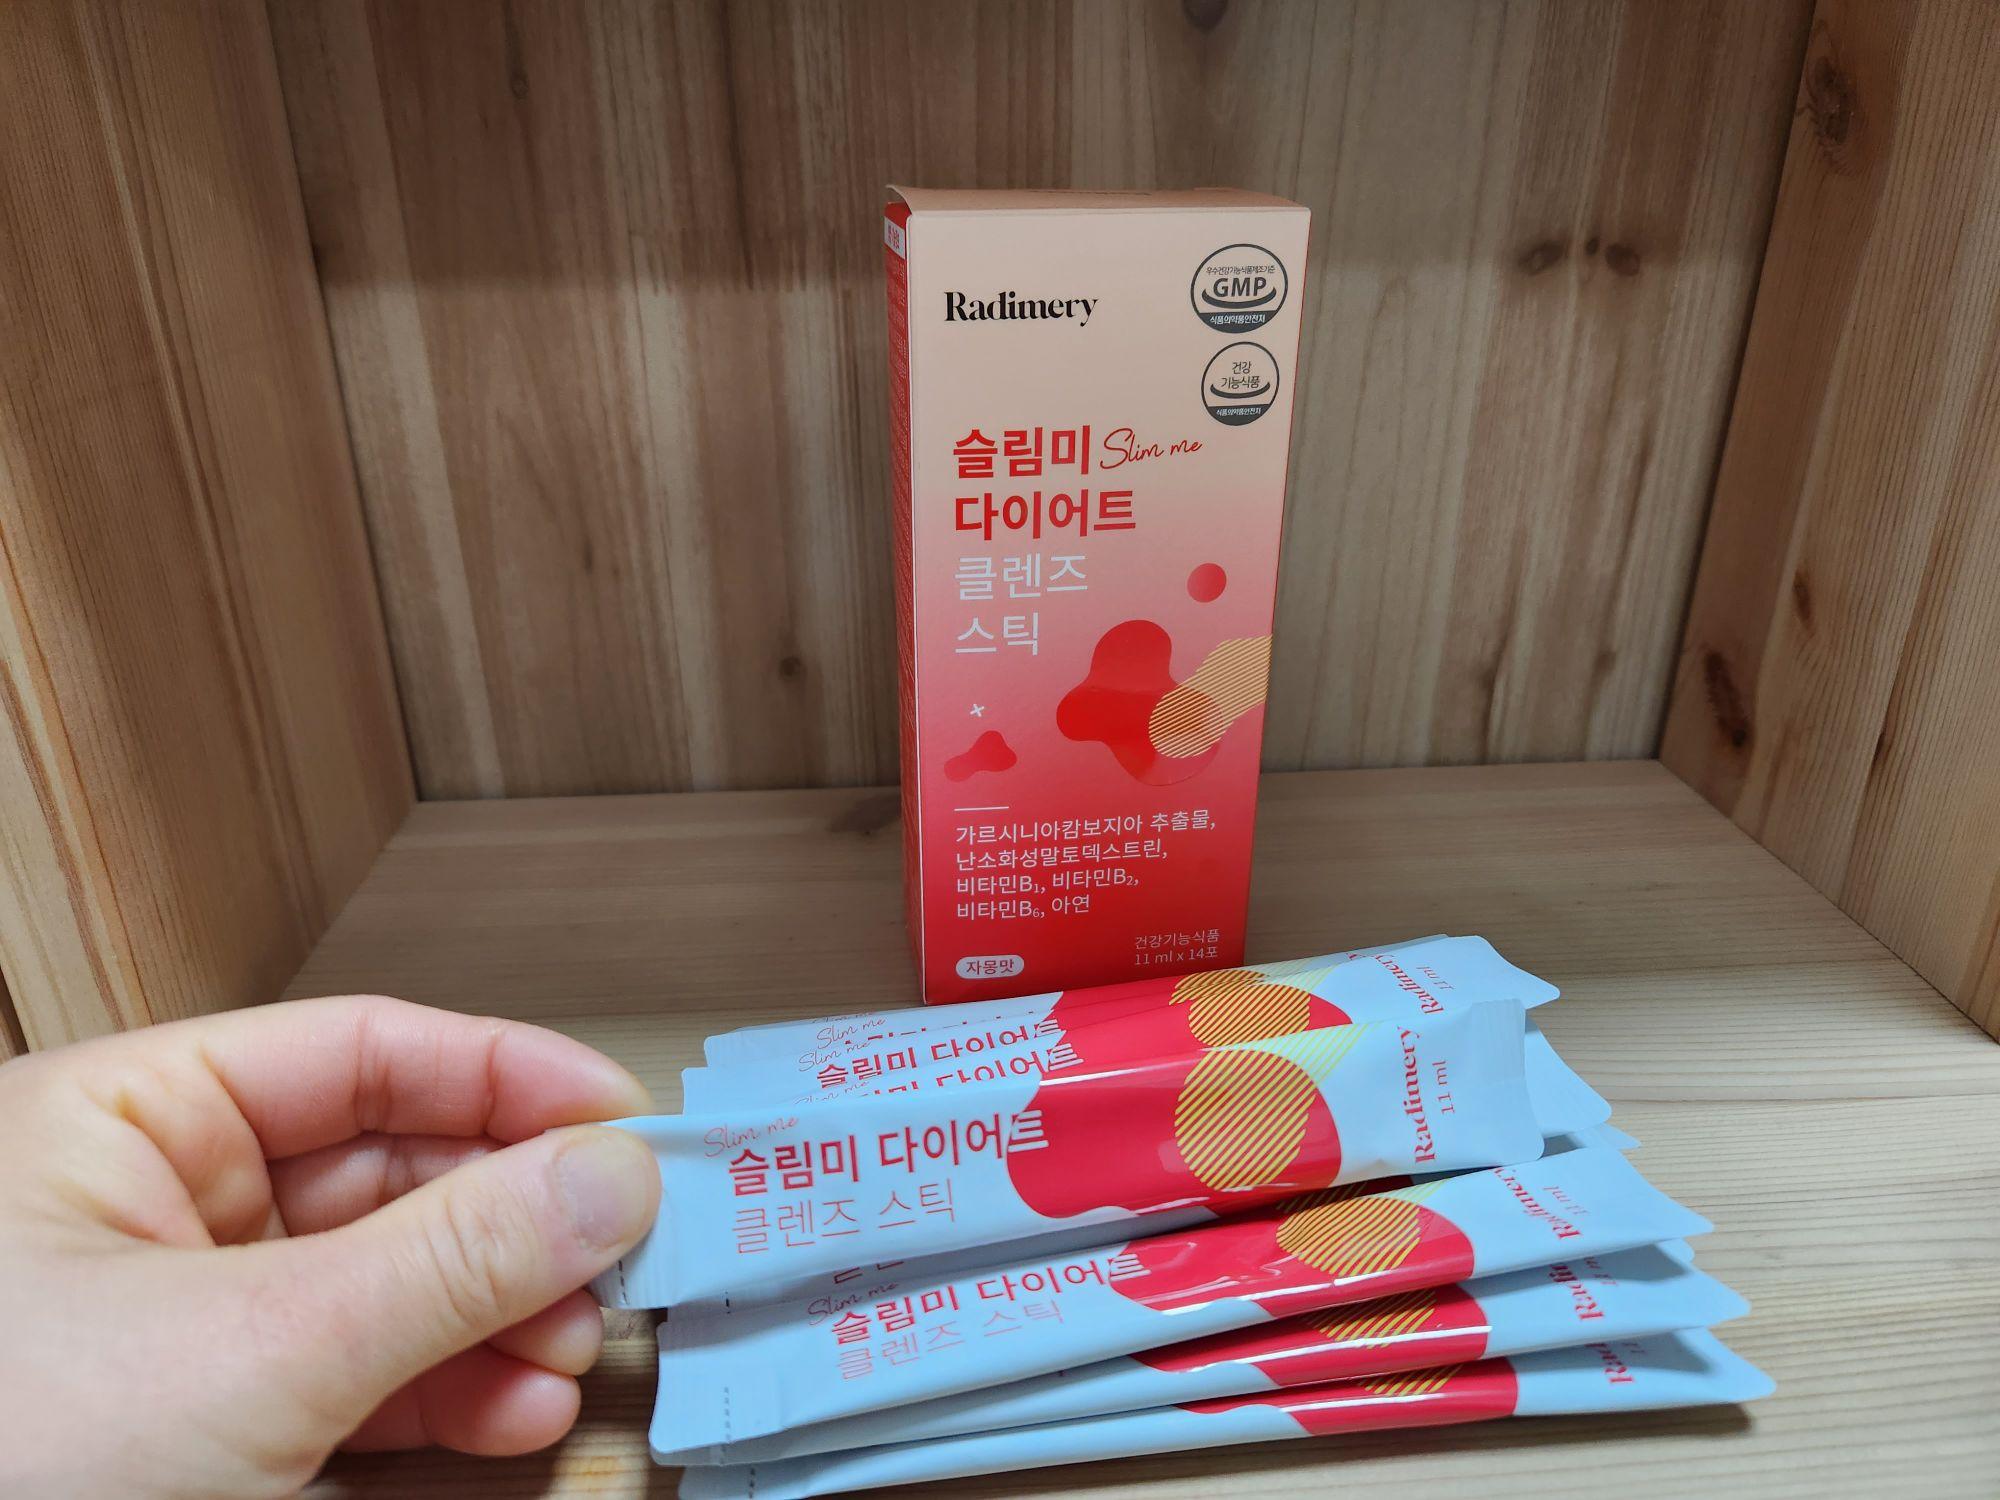 Radimery
우수건강기능식품제조기준
GMP
식품의약품안전처
건강
기능식품
식품의약품안전처
슬림미 Slim me
다이어트
클렌즈
스틱
가르시니아캄보지아 추출물,
난소화성말토덱스트린,
비타민B₁, 비타민B₂,
비타민B₆, 아연
자몽맛
건강기능식품
11 ml x 14포
Slim me
Slim me
슬림미 다이어트
Radimery
11 ml
Slim me
슬림미 다이어트
클렌즈 스틱
Radimery
11 ml
Slim me
슬림미 다이어트
클렌즈 스틱
Radimery
11 ml